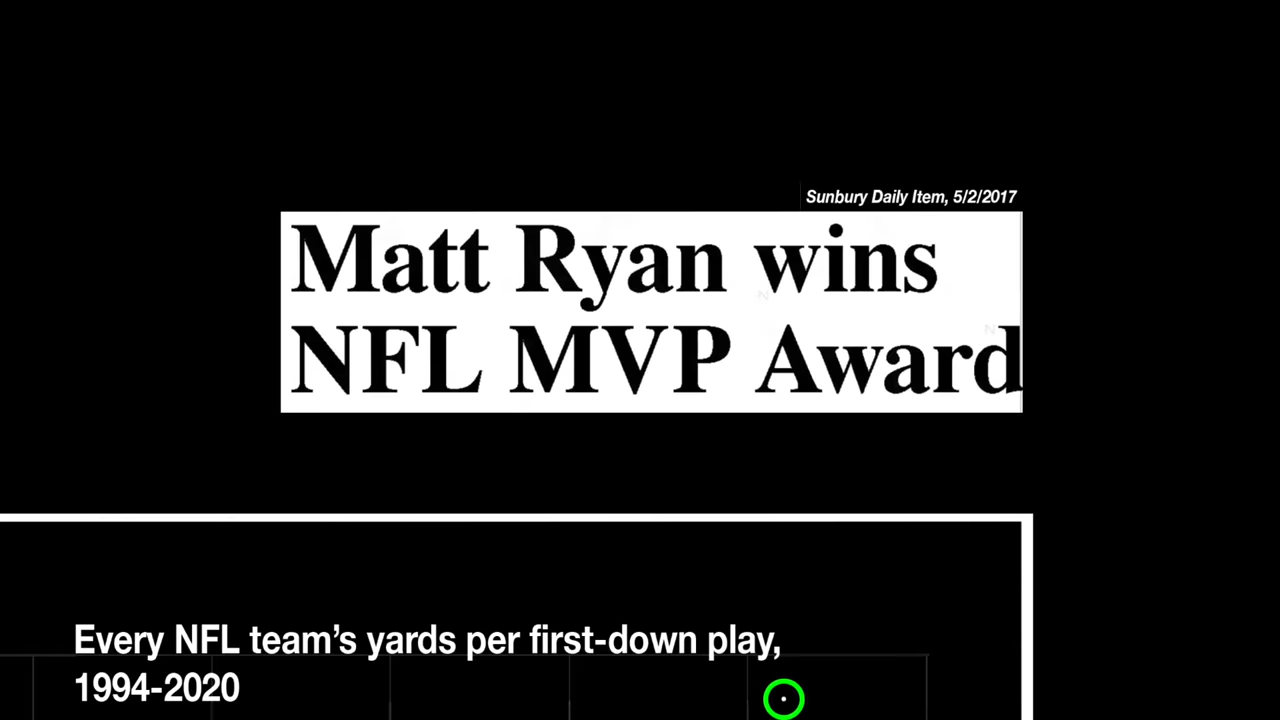 Sunbury Daily Item, 5/2/2017
Matt Ryan wins
NFL MVP Award
Every NFL team's yards per first-down play,
1994-2020